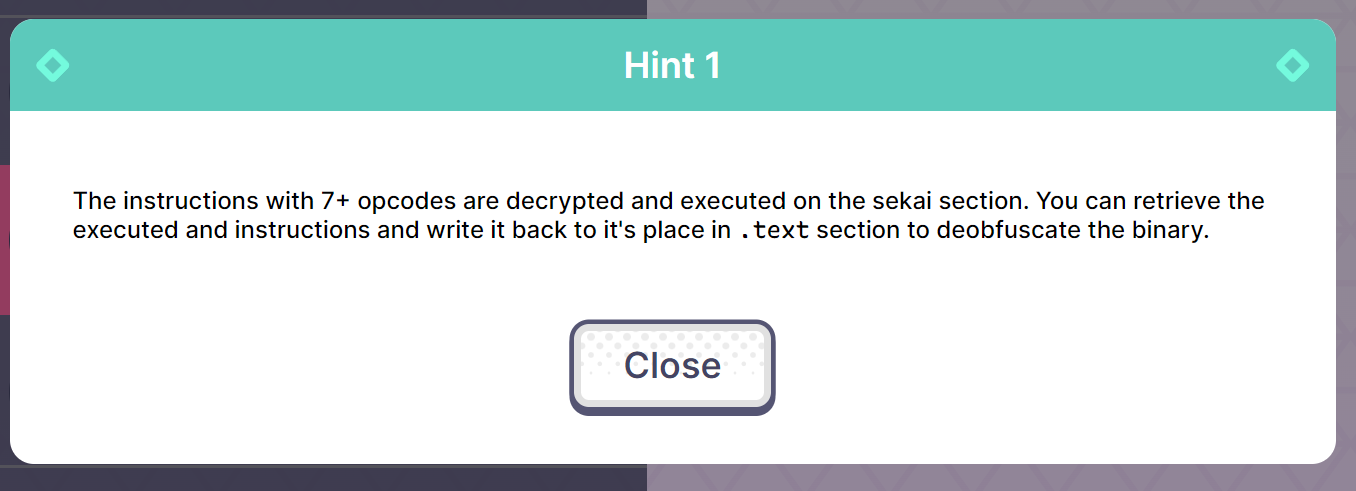 Hint 1
The instructions with 7+ opcodes are decrypted and executed on the sekai section. You can retrieve the
executed and instructions and write it back to it's place in .text section to deobfuscate the binary.
Close